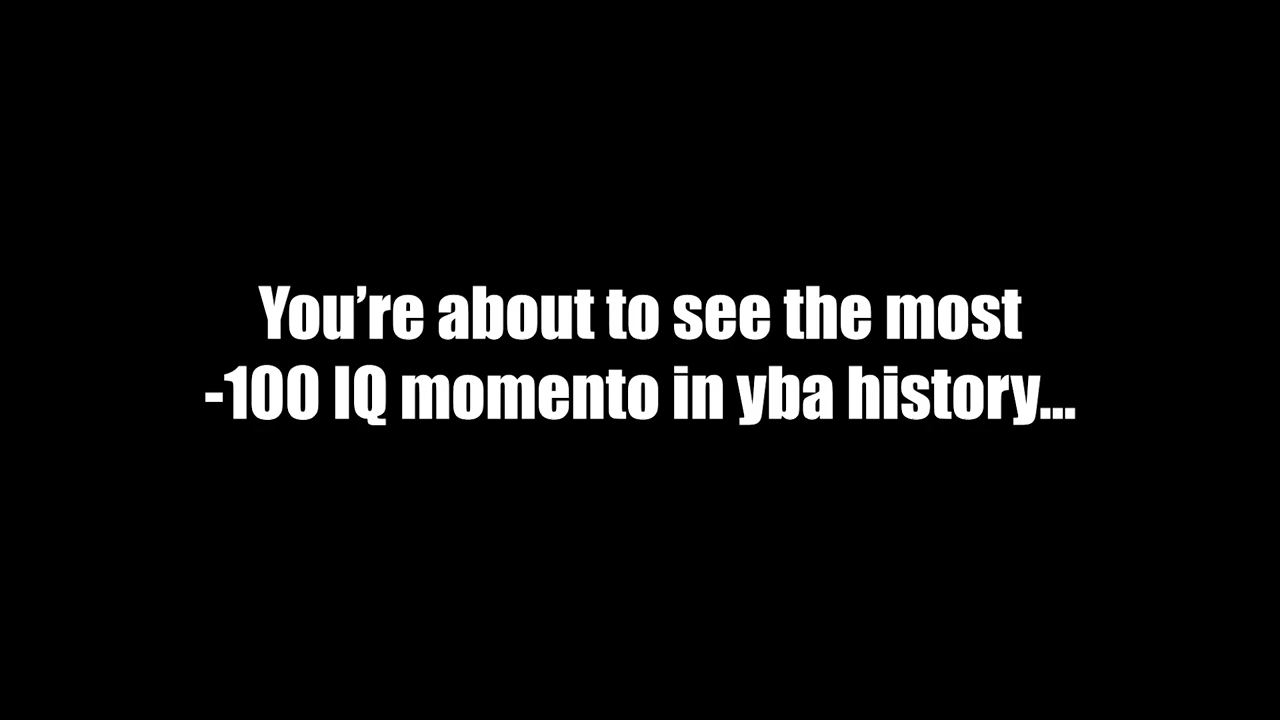 You’re about to see the most
-100 IQ momento in yba history...